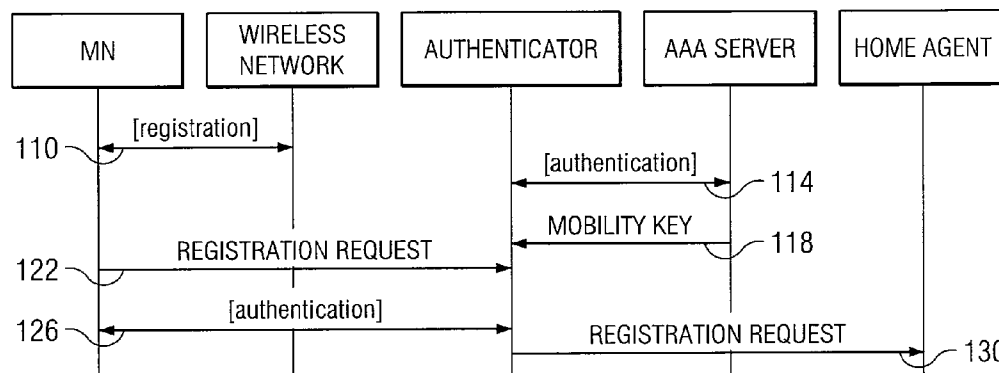 MN
WIRELESS
NETWORK
AUTHENTICATOR
AAA SERVER
HOME AGENT
[registration]
110
[authentication]
114
MOBILITY KEY
118
REGISTRATION REQUEST
122
[authentication]
126
REGISTRATION REQUEST
130